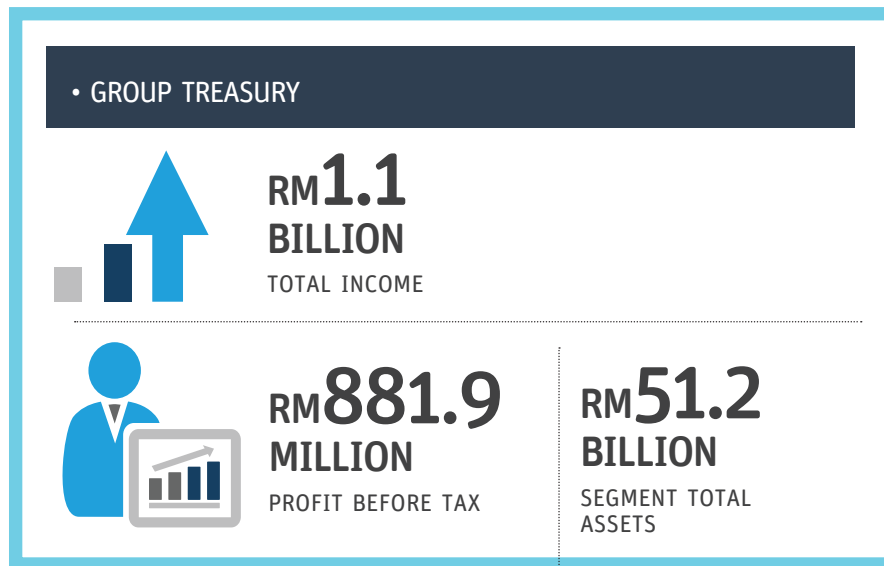 • GROUP TREASURY
RM1.1
BILLION
TOTAL INCOME
RM881.9
MILLION
PROFIT BEFORE TAX
RM51.2
BILLION
SEGMENT TOTAL
ASSETS